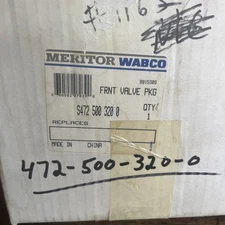 #1162
MERITOR WABCO
FRNT VALVE PKG
S472 500 320 0
QTY/
1
REPLACES
MADE IN CHINA
472-500-320-0